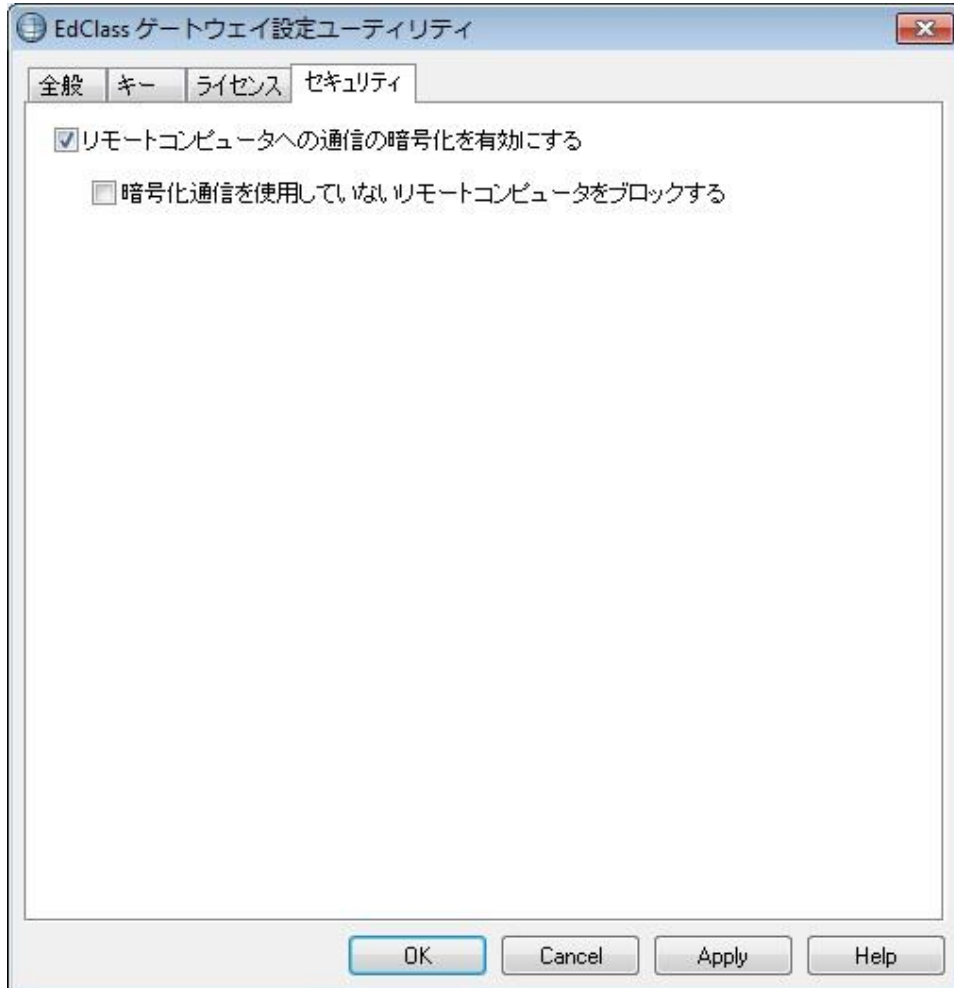 EdClass ゲートウェイ設定ユーティリティ
全般 キー ライセンス セキュリティ
リモートコンピュータへの通信の暗号化を有効にする
暗号化通信を使用していないリモートコンピュータをブロックする
OK Cancel Apply Help